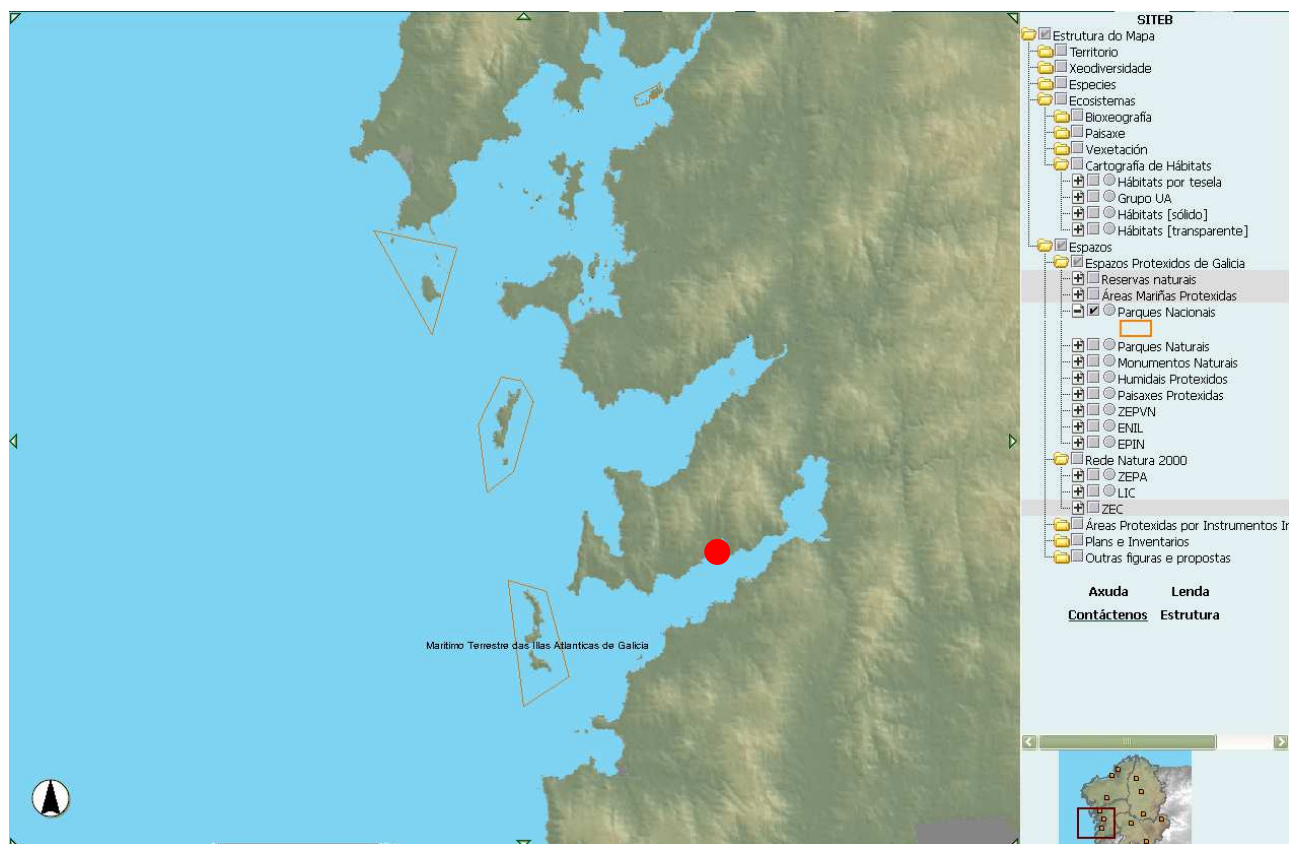 SITEB
Estrutura do Mapa
Territorio
Xeodiversidade
Especies
Ecosistemas
Bioxeografía
Paisaxe
Vexetación
Cartografía de Hábitats
Hábitats por tesela
Grupo UA
Hábitats [sólido]
Hábitats [transparente]
Espazos
Espazos Protexidos de Galicia
Reservas naturais
Áreas Mariñas Protexidas
Parques Nacionais
Parques Naturais
Monumentos Naturais
Humidais Protexidos
Paisaxes Protexidas
ZEPVN
ENIL
EPIN
Rede Natura 2000
ZEPA
LIC
ZEC
Áreas Protexidas por Instrumentos Ir
Plans e Inventarios
Outras figuras e propostas
Axuda Lenda
Contáctenos Estrutura
Maritimo Terrestre das Illas Atlanticas de Galicia